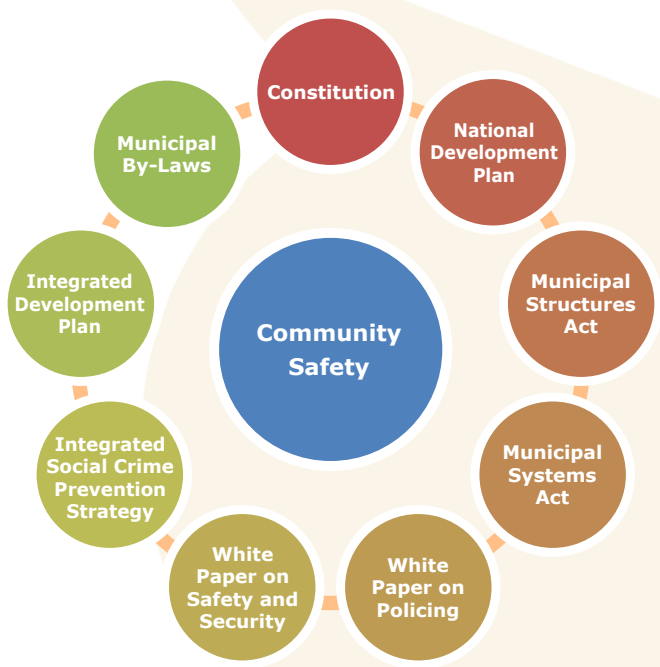 Constitution
National
Development
Plan
Municipal
Structures
Act
Municipal
Systems
Act
White
Paper on
Policing
White
Paper on
Safety and
Security
Integrated
Social Crime
Prevention
Strategy
Integrated
Development
Plan
Municipal
By-Laws
Community
Safety